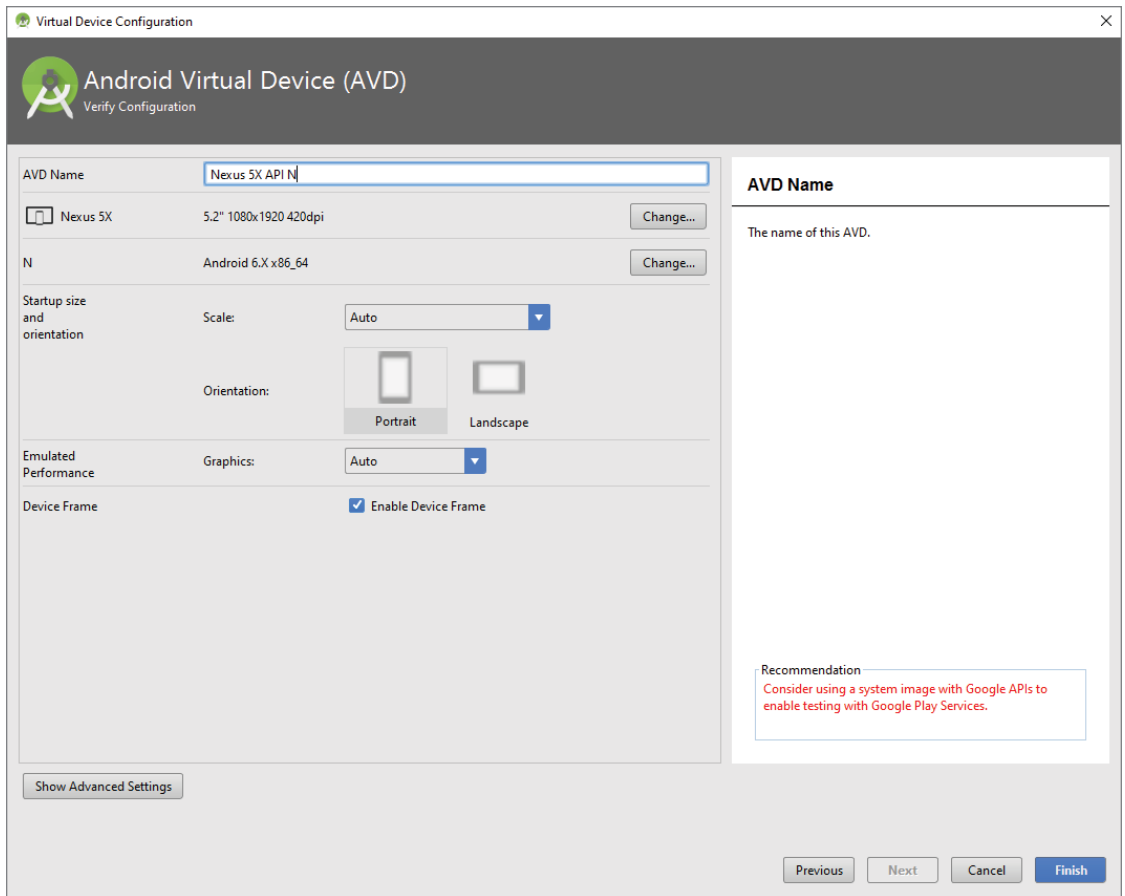 Virtual Device Configuration
Android Virtual Device (AVD)
Verify Configuration
AVD Name
Nexus 5X API N
Nexus 5X
5.2" 1080x1920 420dpi
Change...
N
Android 6.X x86_64
Change...
Startup size
and
orientation
Scale:
Auto
Orientation:
Portrait
Landscape
Emulated
Performance
Graphics:
Auto
Device Frame
Enable Device Frame
Show Advanced Settings
AVD Name
The name of this AVD.
Recommendation
Consider using a system image with Google APIs to
enable testing with Google Play Services.
Previous
Next
Cancel
Finish